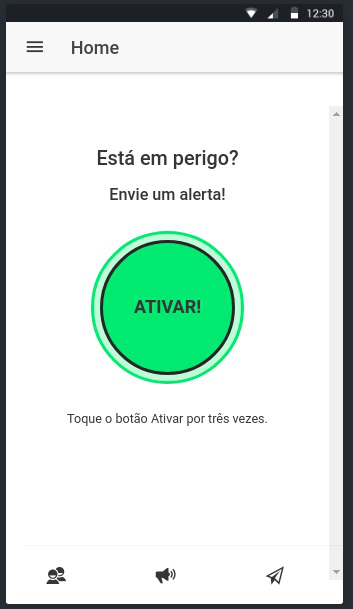 12:30
Home
Está em perigo?
Envie um alerta!
ATIVAR!
Toque o botão Ativar por três vezes.